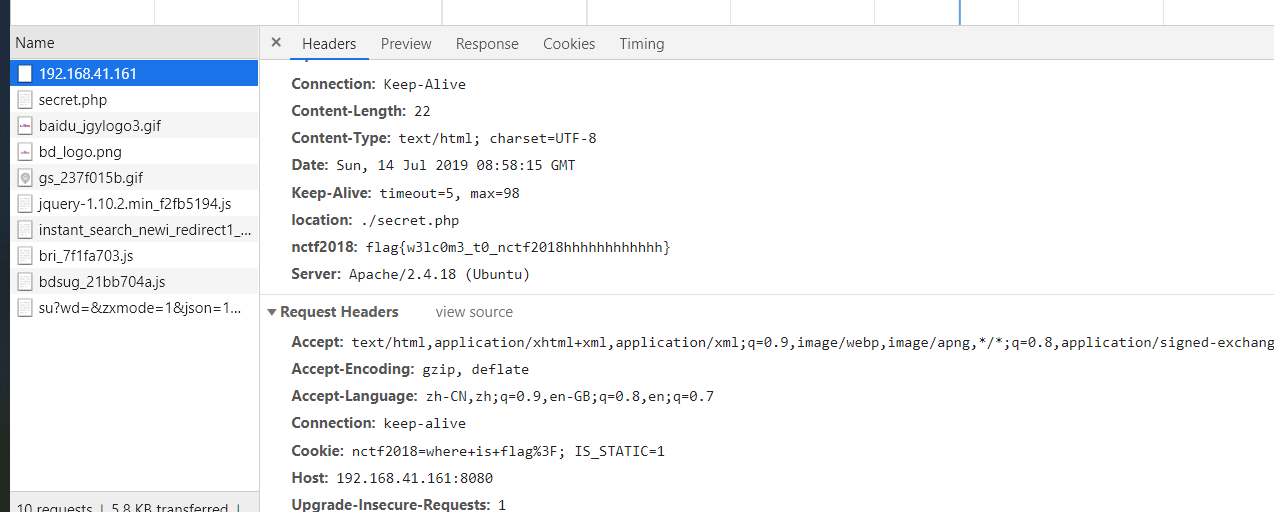 Name
Headers Preview Response Cookies Timing
192.168.41.161
secret.php
baidu_jgylogo3.gif
bd_logo.png
gs_237f015b.gif
jquery-1.10.2.min_f2fb5194.js
instant_search_newi_redirect1_...
bri_7f1fa703.js
bdsug_21bb704a.js
su?wd=&zxmode=1&json=1...
10 requests | 5.8 KB transferred |
Connection: Keep-Alive
Content-Length: 22
Content-Type: text/html; charset=UTF-8
Date: Sun, 14 Jul 2019 08:58:15 GMT
Keep-Alive: timeout=5, max=98
location: ./secret.php
nctf2018: flag{w3lc0m3_t0_nctf2018hhhhhhhhhhhh}
Server: Apache/2.4.18 (Ubuntu)
Request Headers view source
Accept: text/html,application/xhtml+xml,application/xml;q=0.9,image/webp,image/apng,*/*;q=0.8,application/signed-exchang
Accept-Encoding: gzip, deflate
Accept-Language: zh-CN,zh;q=0.9,en-GB;q=0.8,en;q=0.7
Connection: keep-alive
Cookie: nctf2018=where+is+flag%3F; IS_STATIC=1
Host: 192.168.41.161:8080
Upgrade-Insecure-Requests: 1